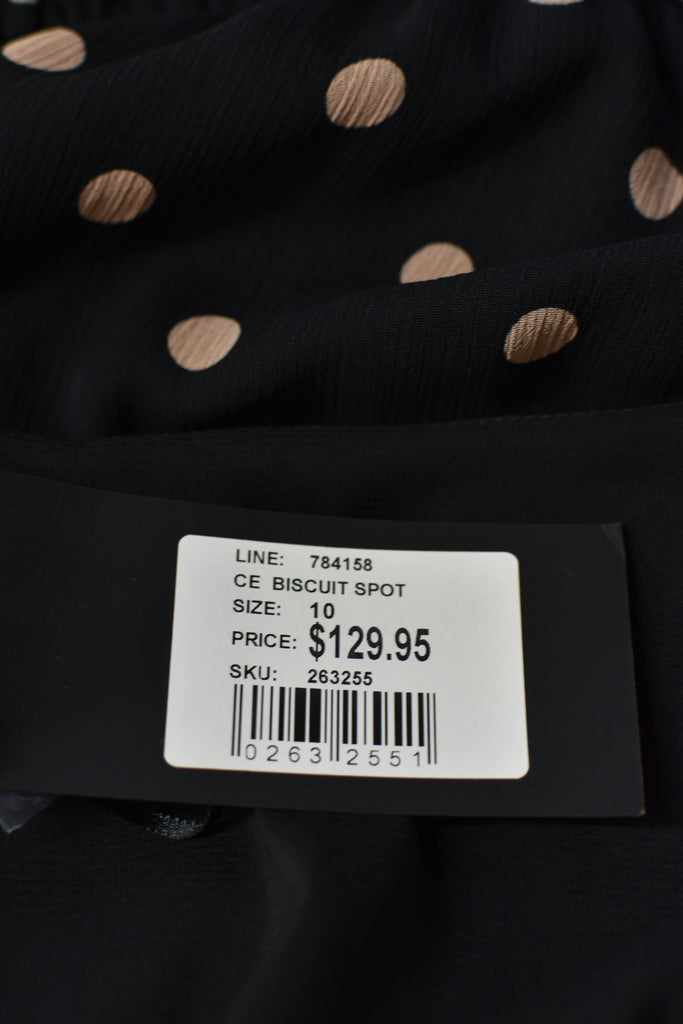 LINE: 784158
CE BISCUIT SPOT
SIZE: 10
PRICE: $129.95
SKU: 263255
0263 2551